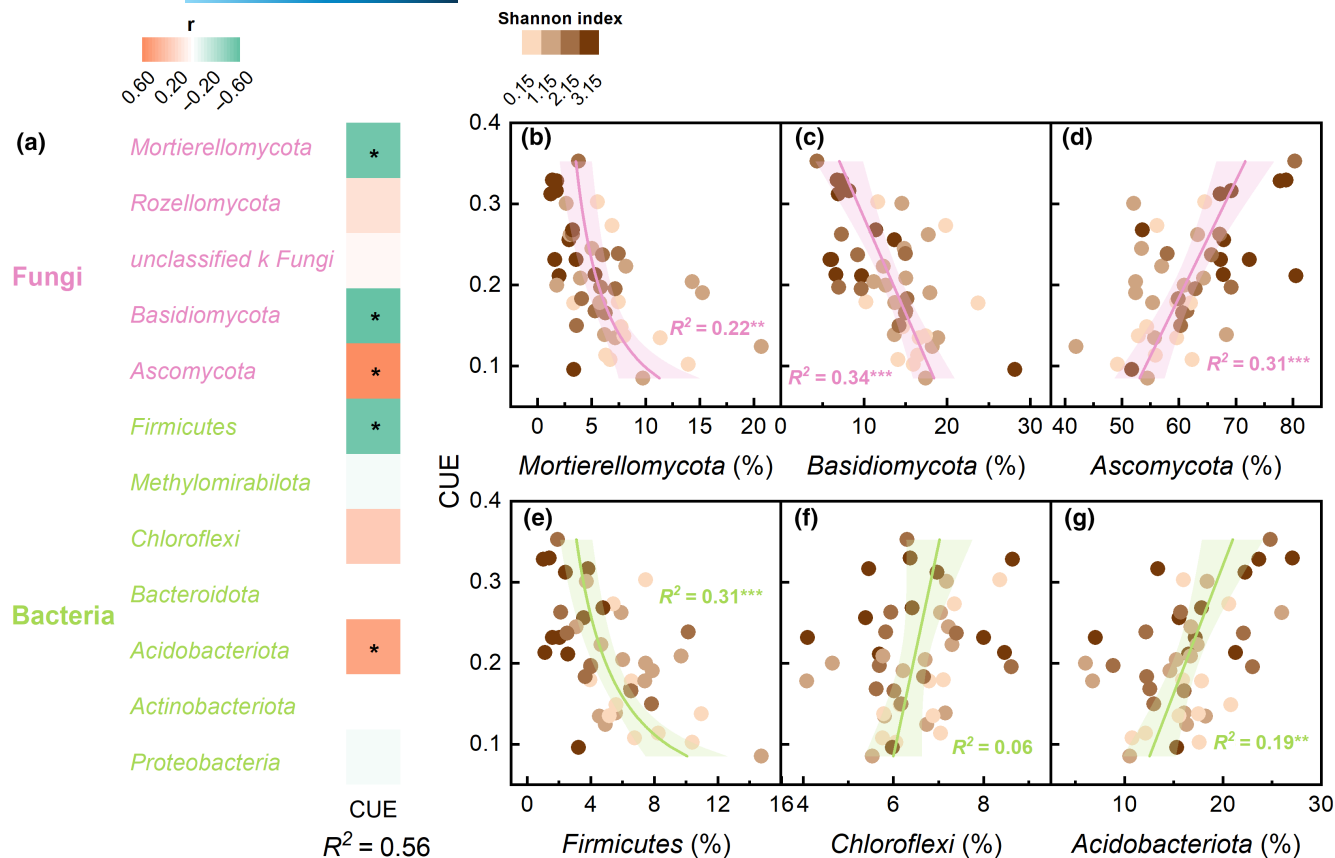 r
0.60 0.20 −0.20 −0.60
Shannon index
0.15 1.15 2.15 3.15
(a)
Fungi
Mortierellomycota *
Rozellomycota
unclassified k Fungi
Basidiomycota *
Ascomycota *
Bacteria
Firmicutes *
Methylomirabilota
Chloroflexi
Bacteroidota
Acidobacteriota *
Actinobacteriota
Proteobacteria
CUE
R² = 0.56
CUE
0.4
0.3
0.2
0.1
(b)
R² = 0.22**
0 5 10 15 20
Mortierellomycota (%)
(c)
R² = 0.34***
0 10 20 30
Basidiomycota (%)
(d)
R² = 0.31***
40 50 60 70 80
Ascomycota (%)
0.4
0.3
0.2
0.1
(e)
R² = 0.31***
0 4 8 12 16
Firmicutes (%)
(f)
R² = 0.06
4 6 8
Chloroflexi (%)
(g)
R² = 0.19**
10 20 30
Acidobacteriota (%)